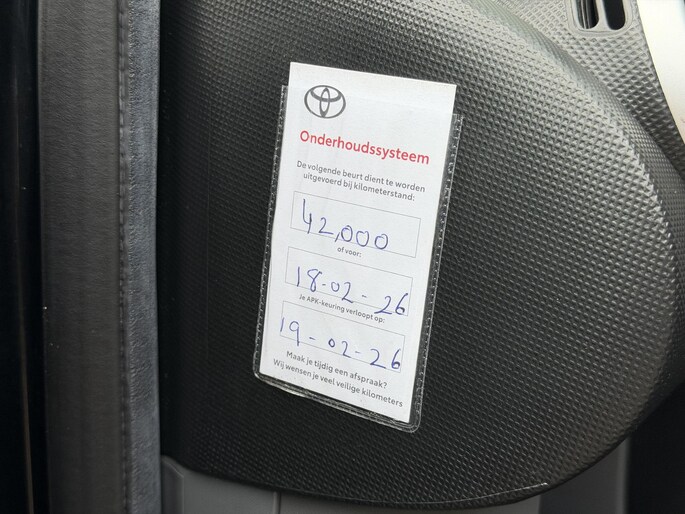 Onderhoudssysteem
De volgende beurt dient te worden
uitgevoerd bij kilometerstand:
42,000
of voor:
18-02-26
Je APK-keuring verloopt op:
19-02-26
Maak je tijdig een afspraak?
Wij wensen je veel veilige kilometers